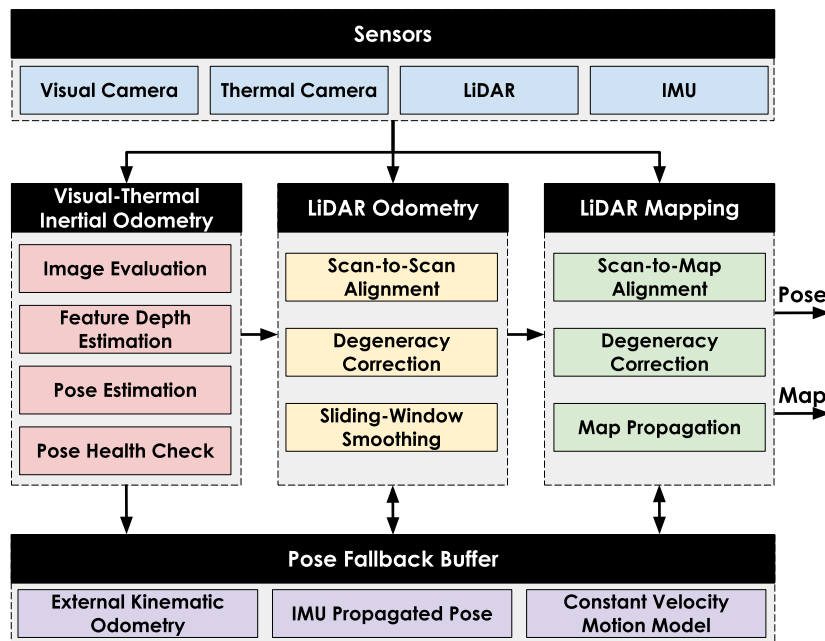 Sensors
Visual Camera
Thermal Camera
LiDAR
IMU
Visual-Thermal
Inertial Odometry
Image Evaluation
Feature Depth
Estimation
Pose Estimation
Pose Health Check
LiDAR Odometry
Scan-to-Scan
Alignment
Degeneracy
Correction
Sliding-Window
Smoothing
LiDAR Mapping
Scan-to-Map
Alignment
Degeneracy
Correction
Map Propagation
Pose
Map
Pose Fallback Buffer
External Kinematic
Odometry
IMU Propagated Pose
Constant Velocity
Motion Model